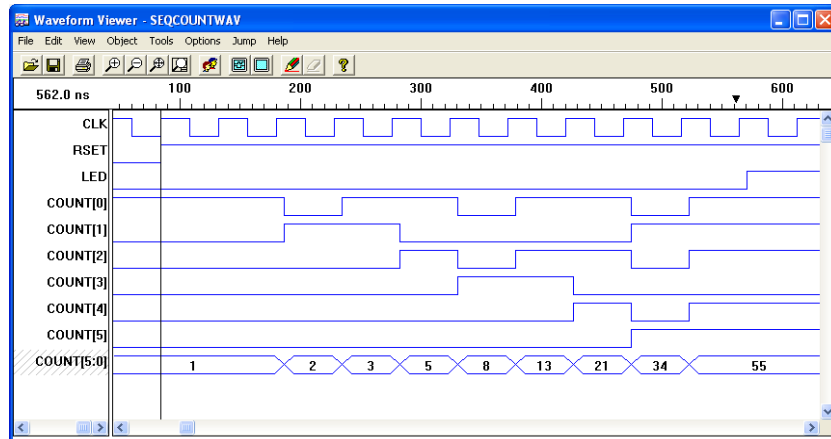 Waveform Viewer - SEQCOUNTWAV
File Edit View Object Tools Options Jump Help
562.0 ns 100 200 300 400 500 600
CLK
RSET
LED
COUNT[0]
COUNT[1]
COUNT[2]
COUNT[3]
COUNT[4]
COUNT[5]
COUNT[5:0] 1 2 3 5 8 13 21 34 55